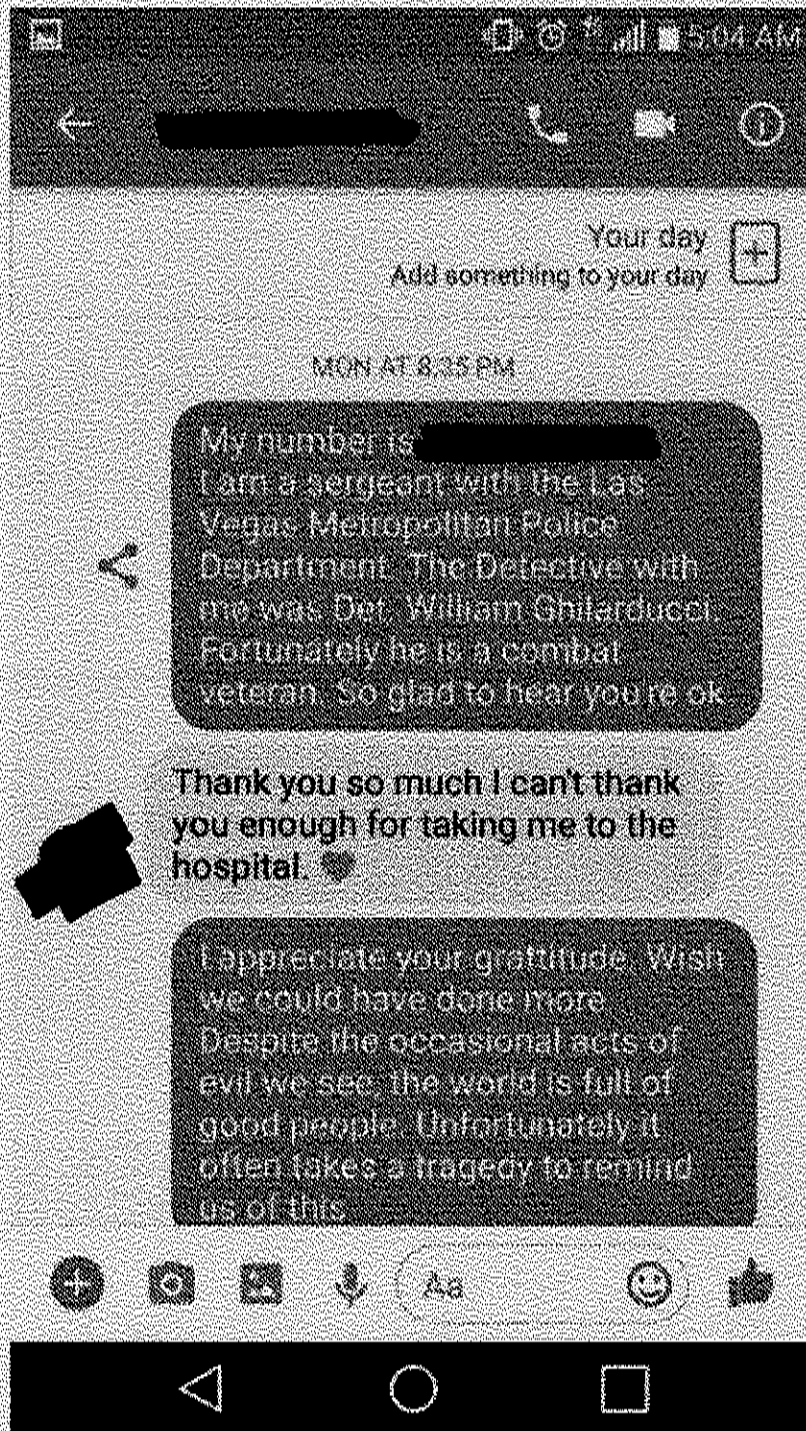 5:04 AM
Your day
Add something to your day
MON AT 8:35 PM
My number is
I am a sergeant with the Las
Vegas Metropolitan Police
Department. The Detective with
me was Det. William Ghilarducci.
Fortunately he is a combat
veteran. So glad to hear you're ok
Thank you so much I can't thank
you enough for taking me to the
hospital. ♥
I appreciate your grattitude. Wish
we could have done more.
Despite the occasional acts of
evil we see, the world is full of
good people. Unfortunately it
often takes a tragedy to remind
us of this
Aa